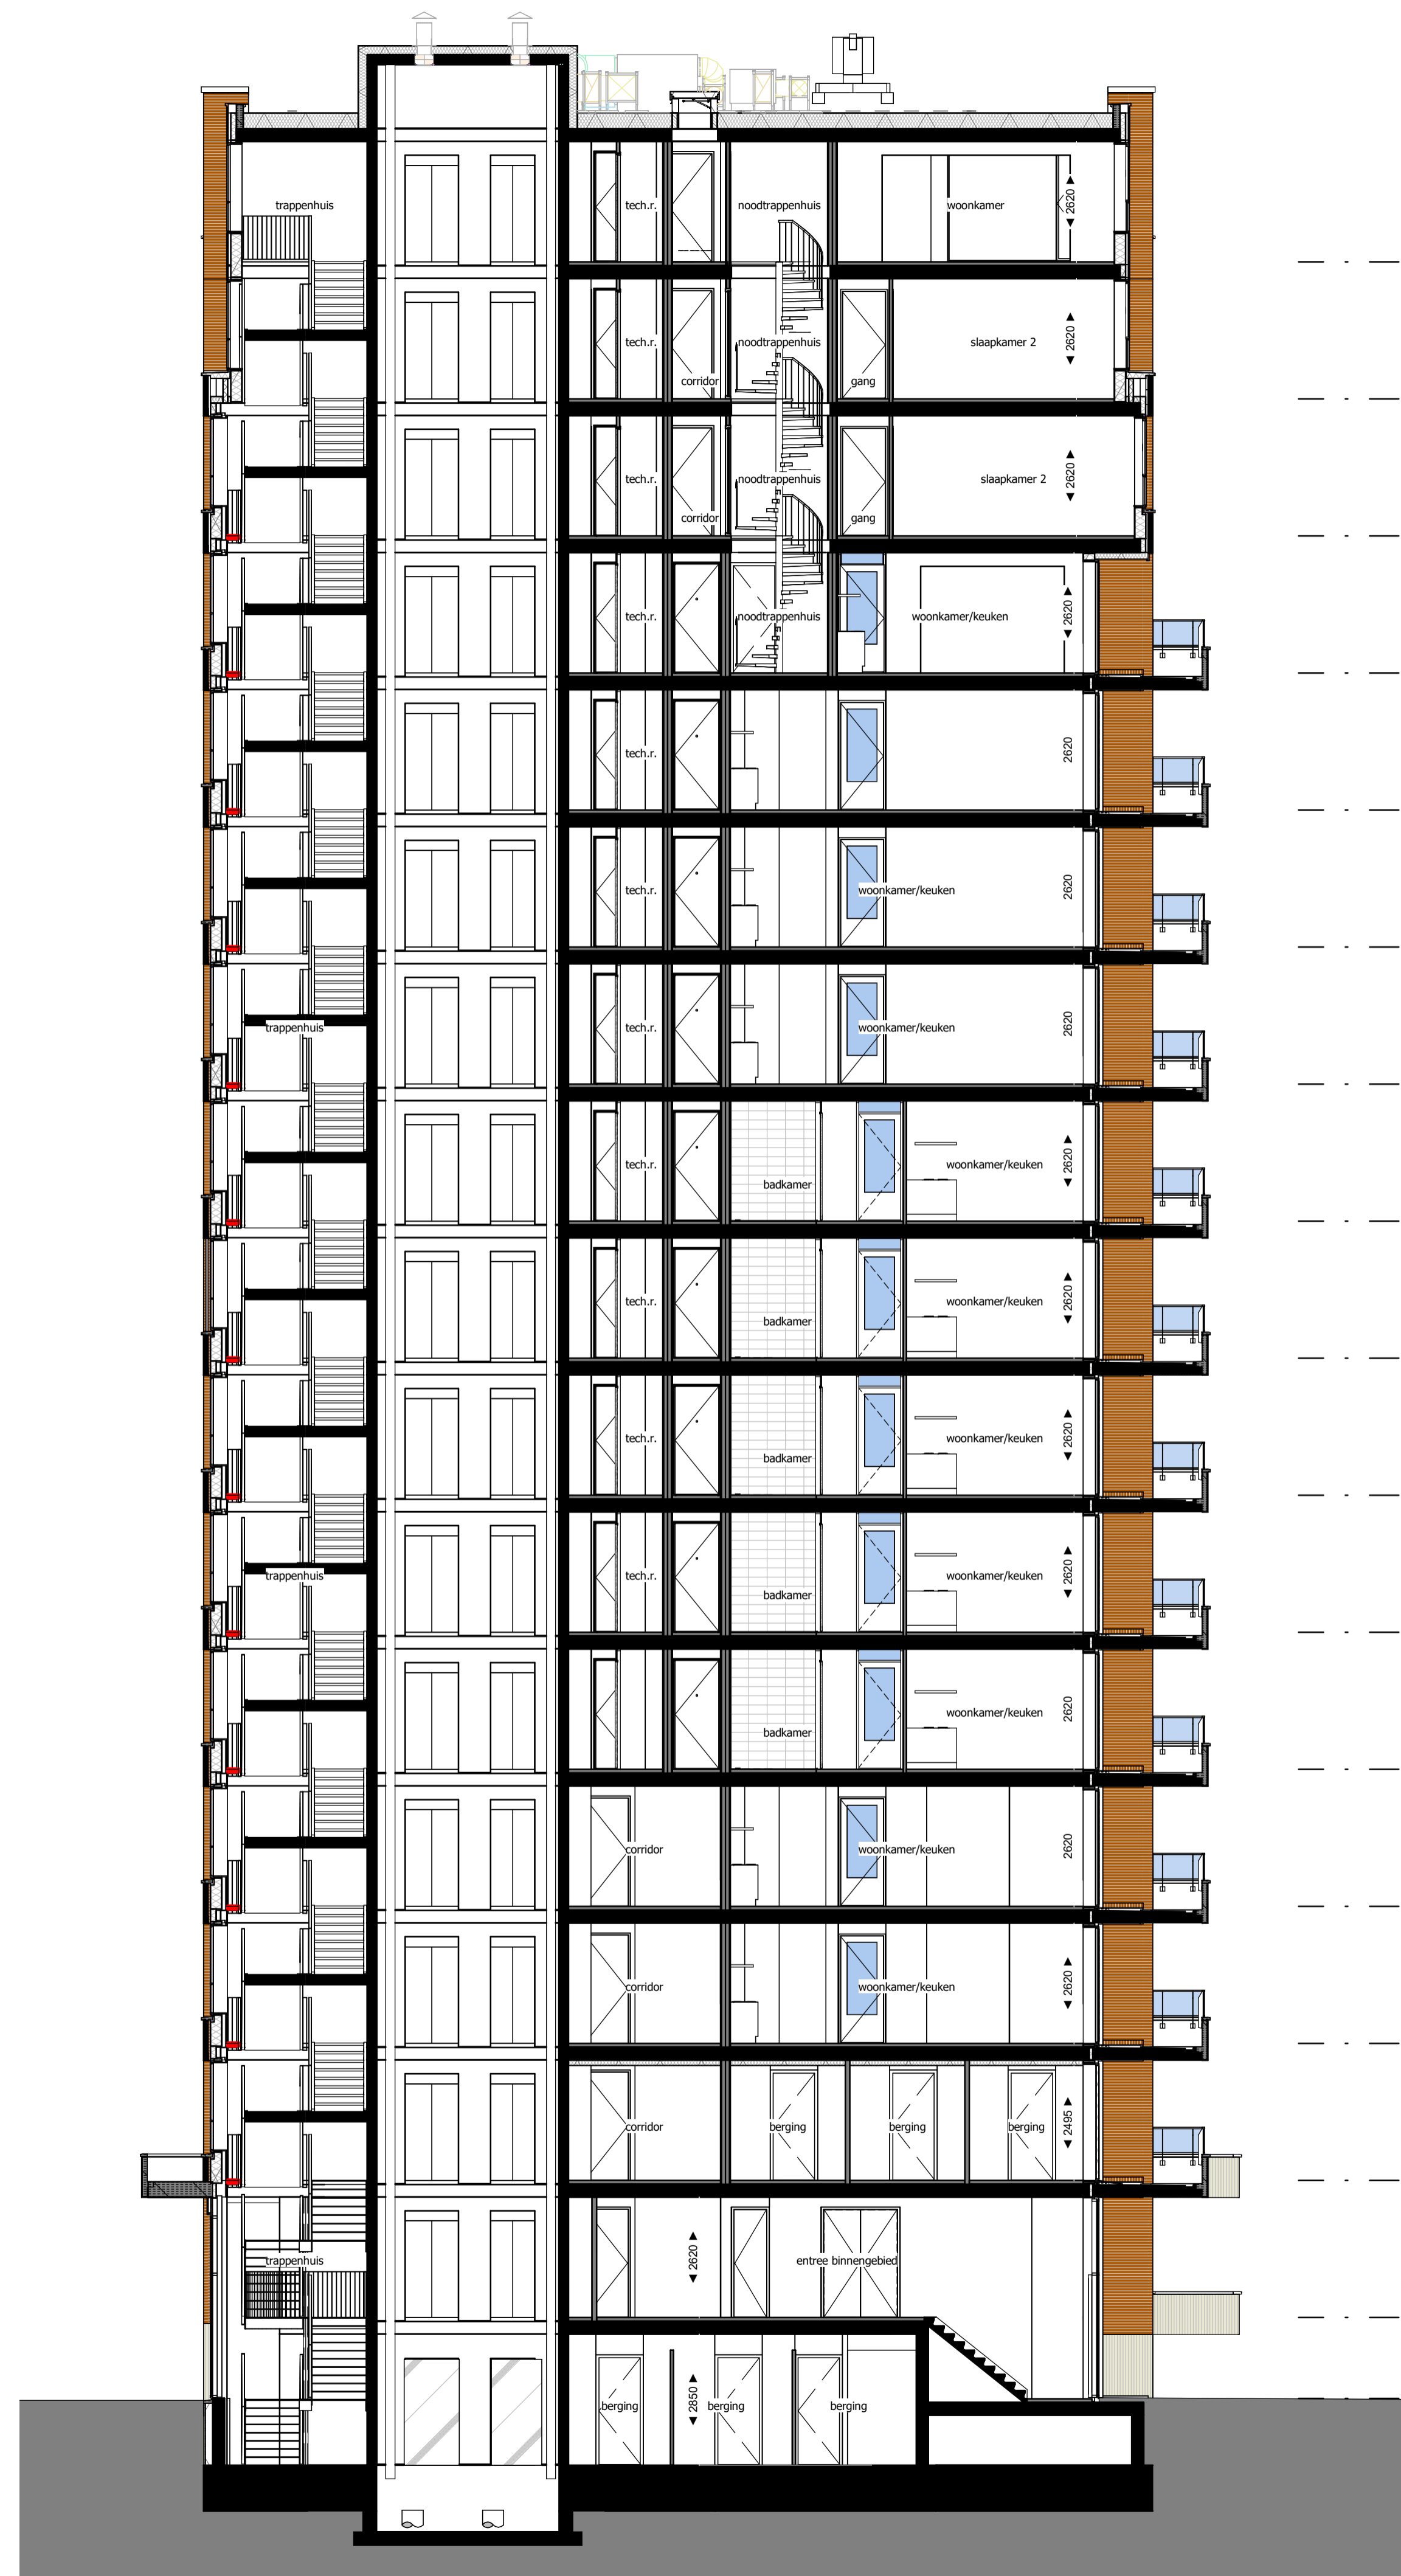 trappenhuis tech.r. noodtrappenhuis woonkamer 2620
tech.r. noodtrappenhuis slaapkamer 2 2620
corridor gang
tech.r. noodtrappenhuis slaapkamer 2 2620
corridor gang
tech.r. noodtrappenhuis woonkamer/keuken 2620
tech.r. 2620
tech.r. woonkamer/keuken 2620
trappenhuis tech.r. woonkamer/keuken 2620
tech.r. woonkamer/keuken 2620
badkamer
tech.r. woonkamer/keuken 2620
badkamer
tech.r. woonkamer/keuken 2620
badkamer
trappenhuis tech.r. woonkamer/keuken 2620
badkamer
woonkamer/keuken 2620
badkamer
corridor woonkamer/keuken 2620
corridor woonkamer/keuken 2620
corridor berging berging berging 2495
trappenhuis 2620 entree binnengebied
berging 2850 berging berging